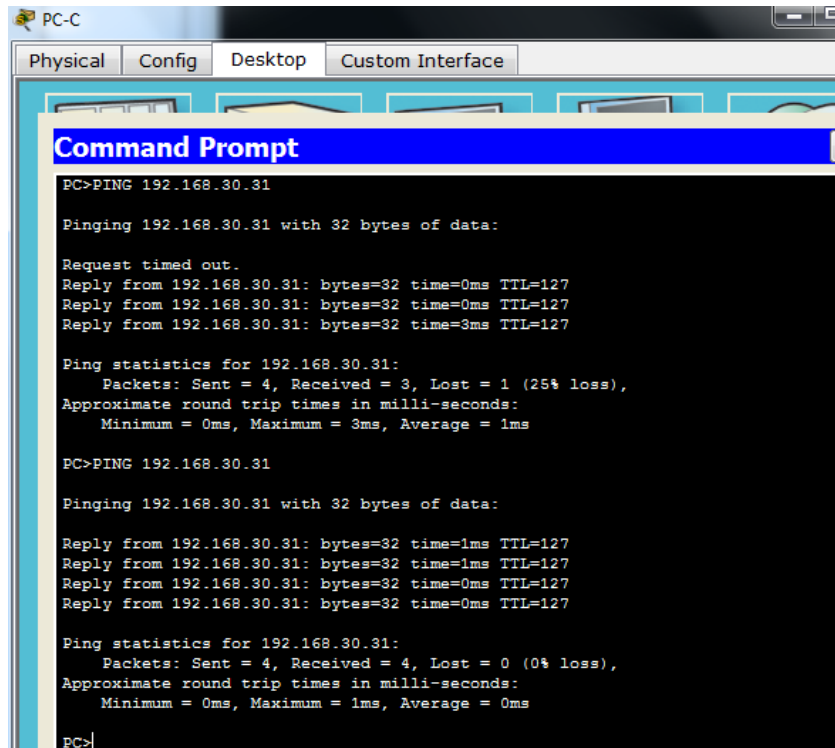 PC-C
Physical Config Desktop Custom Interface
Command Prompt
PC>PING 192.168.30.31
Pinging 192.168.30.31 with 32 bytes of data:
Request timed out.
Reply from 192.168.30.31: bytes=32 time=0ms TTL=127
Reply from 192.168.30.31: bytes=32 time=0ms TTL=127
Reply from 192.168.30.31: bytes=32 time=3ms TTL=127
Ping statistics for 192.168.30.31:
Packets: Sent = 4, Received = 3, Lost = 1 (25% loss),
Approximate round trip times in milli-seconds:
Minimum = 0ms, Maximum = 3ms, Average = 1ms
PC>PING 192.168.30.31
Pinging 192.168.30.31 with 32 bytes of data:
Reply from 192.168.30.31: bytes=32 time=1ms TTL=127
Reply from 192.168.30.31: bytes=32 time=1ms TTL=127
Reply from 192.168.30.31: bytes=32 time=0ms TTL=127
Reply from 192.168.30.31: bytes=32 time=0ms TTL=127
Ping statistics for 192.168.30.31:
Packets: Sent = 4, Received = 4, Lost = 0 (0% loss),
Approximate round trip times in milli-seconds:
Minimum = 0ms, Maximum = 1ms, Average = 0ms
PC>